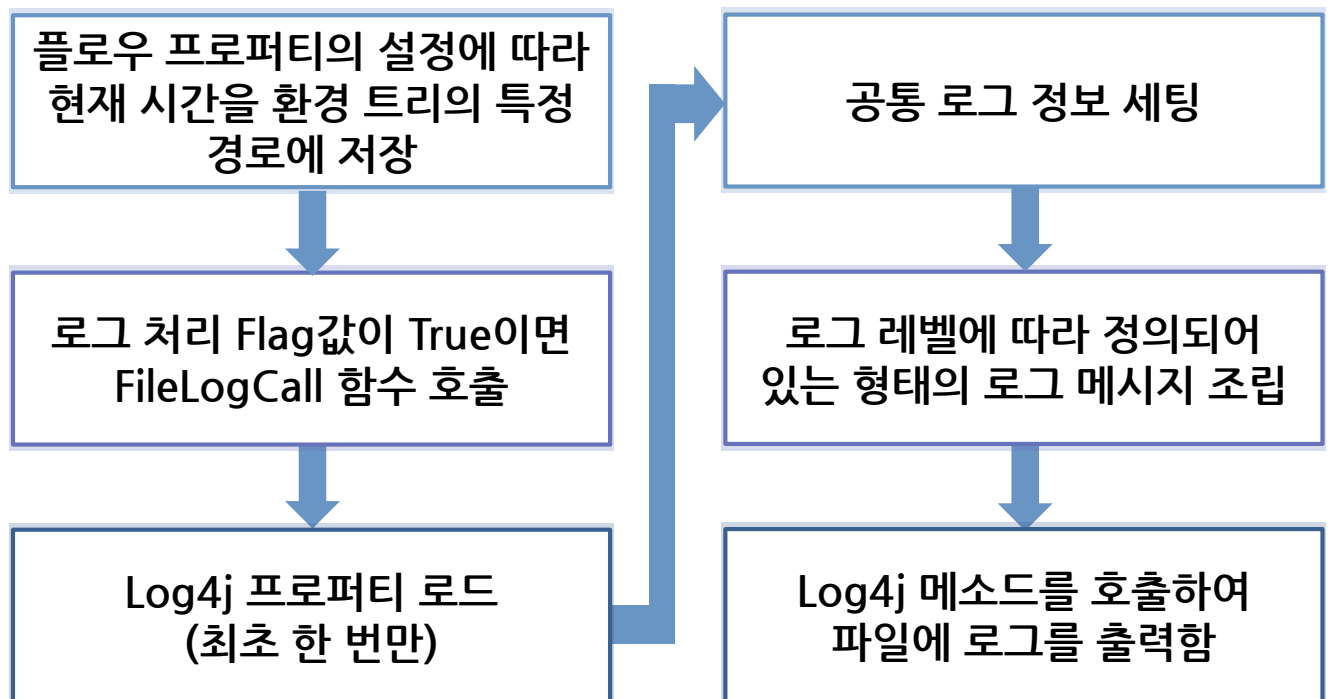 플로우 프로퍼티의 설정에 따라
현재 시간을 환경 트리의 특정
경로에 저장
로그 처리 Flag값이 True이면
FileLogCall 함수 호출
Log4j 프로퍼티 로드
(최초 한 번만)
공통 로그 정보 세팅
로그 레벨에 따라 정의되어
있는 형태의 로그 메시지 조립
Log4j 메소드를 호출하여
파일에 로그를 출력함